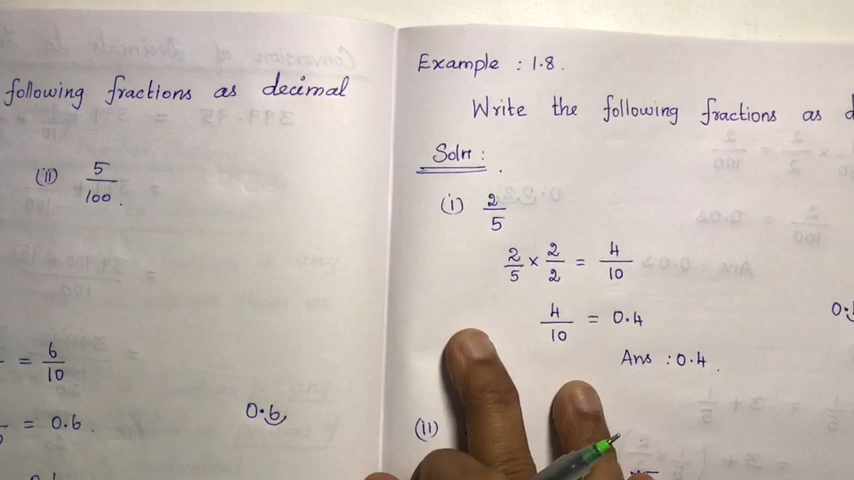 following fractions as decimal
(ii) 5/100.
= 6/10
= 0.6.
0.6
Example : 1.8.
Write the following fractions as
Soln :
(i) 2/5
2/5 × 2/2 = 4/10
4/10 = 0.4
Ans : 0.4.
(ii)